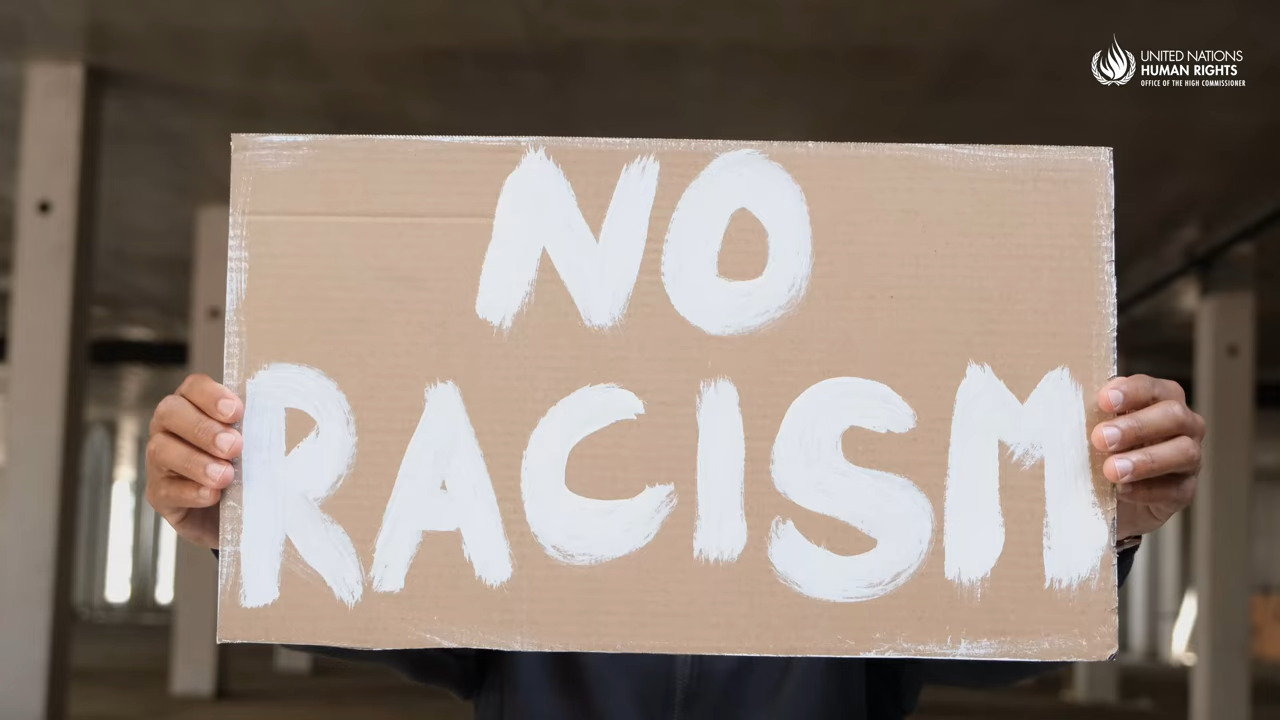 UNITED NATIONS
HUMAN RIGHTS
OFFICE OF THE HIGH COMMISSIONER
NO
RACISM